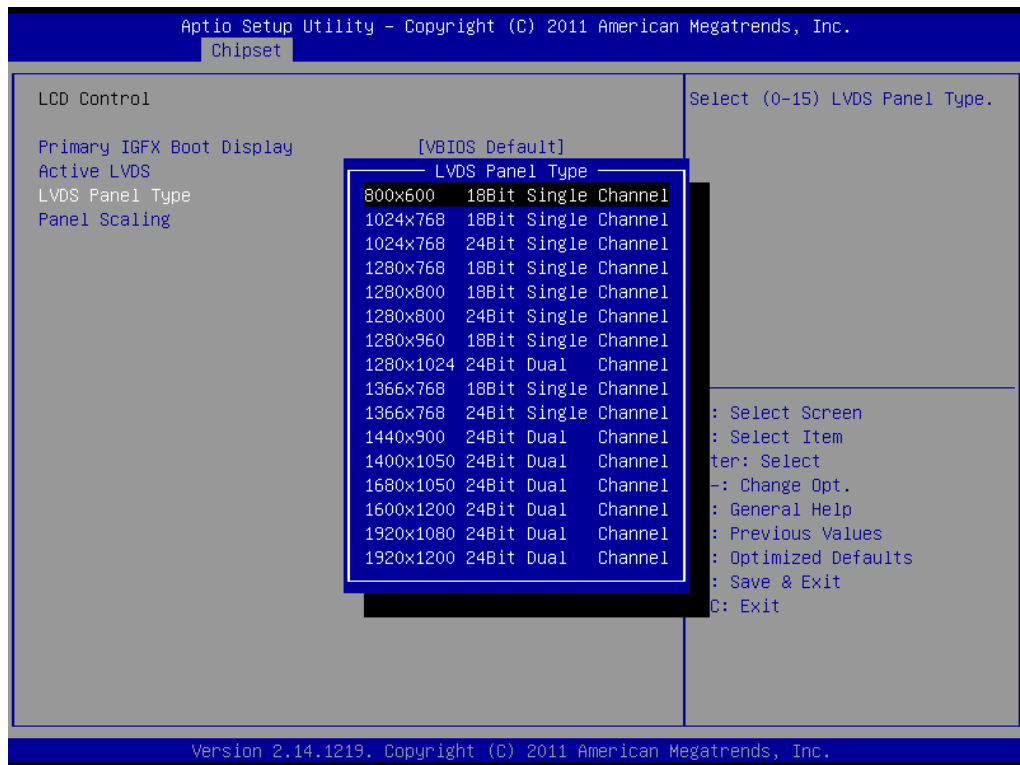 Aptio Setup Utility – Copyright (C) 2011 American Megatrends, Inc.
Chipset
LCD Control
Primary IGFX Boot Display [VBIOS Default]
Active LVDS
LVDS Panel Type
Panel Scaling
LVDS Panel Type
800x600 18Bit Single Channel
1024x768 18Bit Single Channel
1024x768 24Bit Single Channel
1280x768 18Bit Single Channel
1280x800 18Bit Single Channel
1280x800 24Bit Single Channel
1280x960 18Bit Single Channel
1280x1024 24Bit Dual Channel
1366x768 18Bit Single Channel
1366x768 24Bit Single Channel
1440x900 24Bit Dual Channel
1400x1050 24Bit Dual Channel
1680x1050 24Bit Dual Channel
1600x1200 24Bit Dual Channel
1920x1080 24Bit Dual Channel
1920x1200 24Bit Dual Channel
Select (0-15) LVDS Panel Type.
: Select Screen
: Select Item
ter: Select
-: Change Opt.
: General Help
: Previous Values
: Optimized Defaults
: Save & Exit
C: Exit
Version 2.14.1219. Copyright (C) 2011 American Megatrends, Inc.